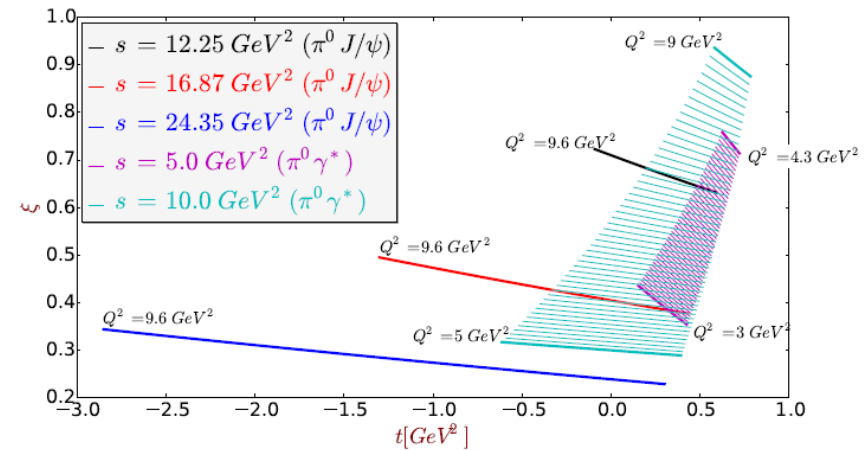 1.0
0.9
0.8
0.7
0.6
0.5
0.4
0.3
0.2
ξ
− s = 12.25 GeV² (π⁰ J/ψ)
− s = 16.87 GeV² (π⁰ J/ψ)
− s = 24.35 GeV² (π⁰ J/ψ)
− s = 5.0 GeV² (π⁰ γ*)
− s = 10.0 GeV² (π⁰ γ*)
Q² =9 GeV²
Q² =9.6 GeV²
Q² =4.3 GeV²
Q² =9.6 GeV²
Q² =9.6 GeV²
Q² =5 GeV²
Q² =3 GeV²
−3.0 −2.5 −2.0 −1.5 −1.0 −0.5 0.0 0.5 1.0
t[GeV²]